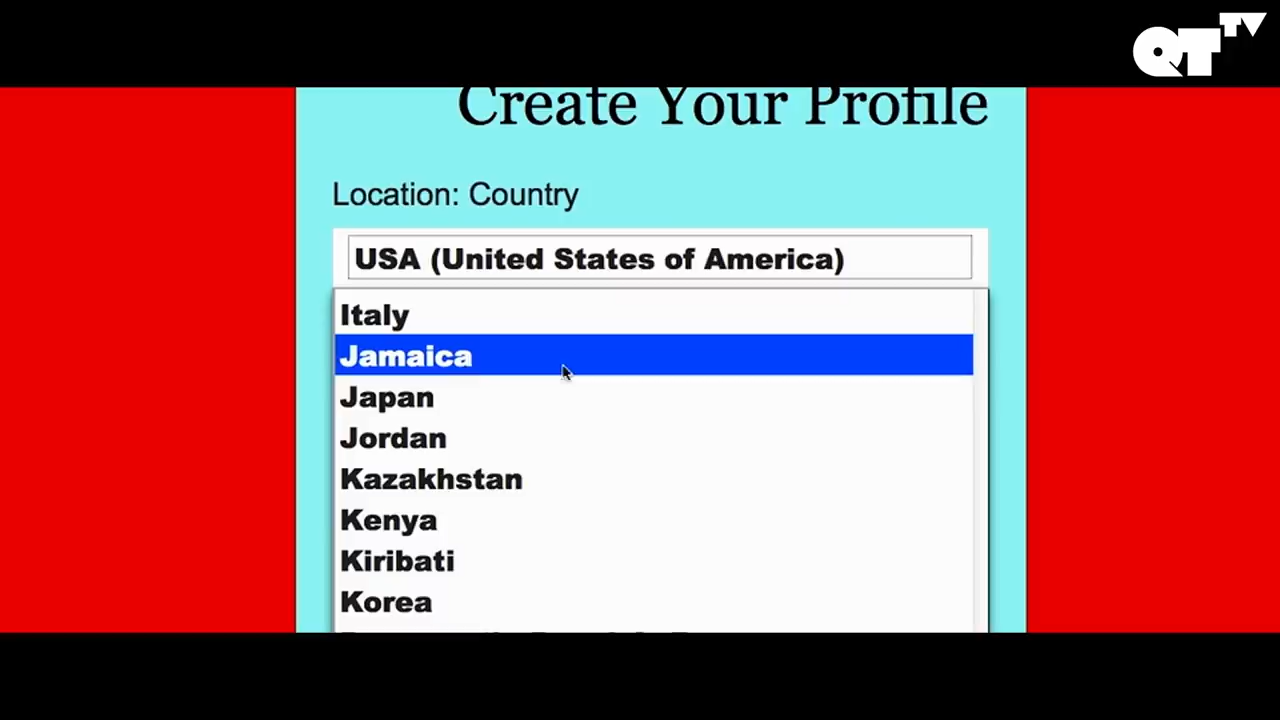 QT TV
Create Your Profile
Location: Country
USA (United States of America)
Italy
Jamaica
Japan
Jordan
Kazakhstan
Kenya
Kiribati
Korea